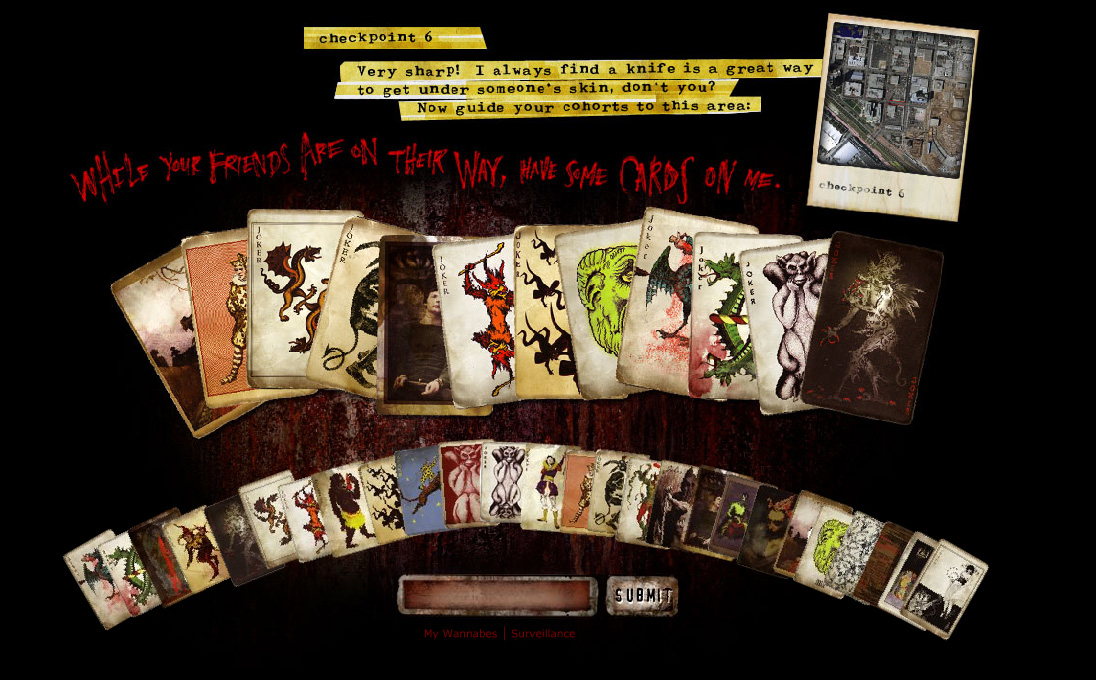 checkpoint 6
Very sharp! I always find a knife is a great way
to get under someone's skin, don't you?
Now guide your cohorts to this area:
checkpoint 6
WHILE YOUR FRIENDS ARE ON THEIR WAY, HAVE SOME CARDS ON ME.
JOKER
JOKER
JOKER
Joker
Joker
JOKER
SUBMIT
My Wannabes | Surveillance